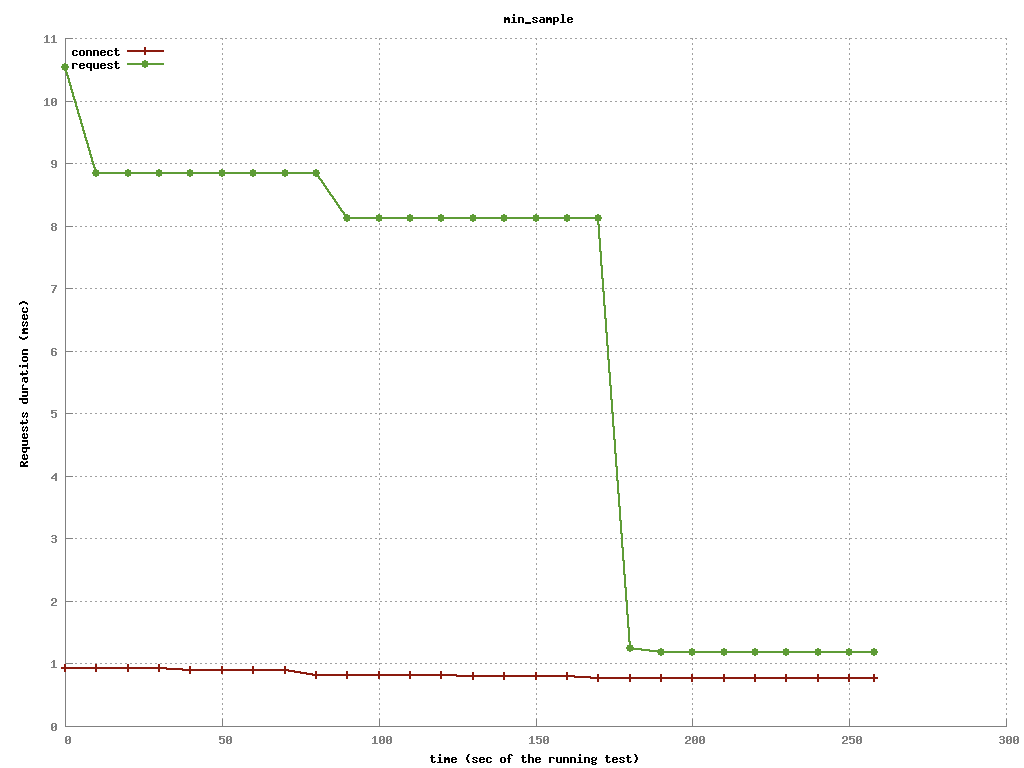 min_sample
11
connect
request
10
9
8
7
6
5
4
3
2
1
0
Requests duration (msec)
0 50 100 150 200 250 300
time (sec of the running test)